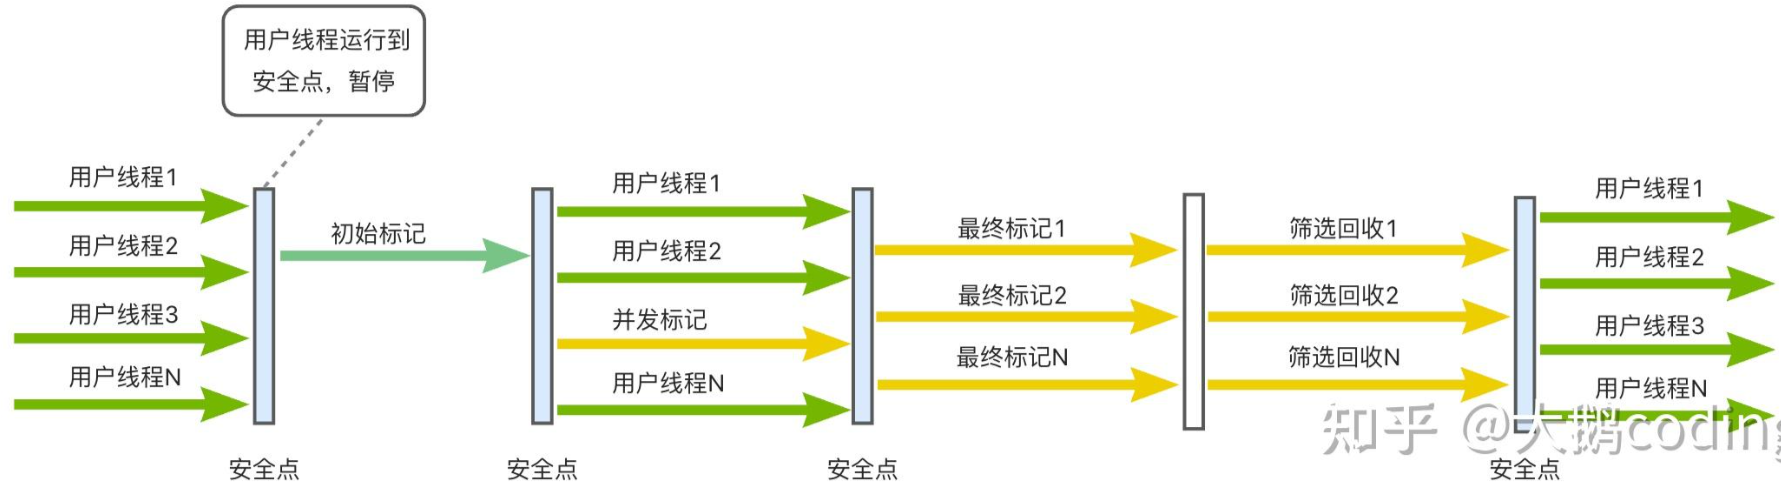 用户线程运行到
安全点，暂停
用户线程1
用户线程2
用户线程3
用户线程N
初始标记
用户线程1
用户线程2
并发标记
用户线程N
最终标记1
最终标记2
最终标记N
筛选回收1
筛选回收2
筛选回收N
用户线程1
用户线程2
用户线程3
用户线程N
安全点
安全点
安全点
安全点
知乎 @大鹅coding